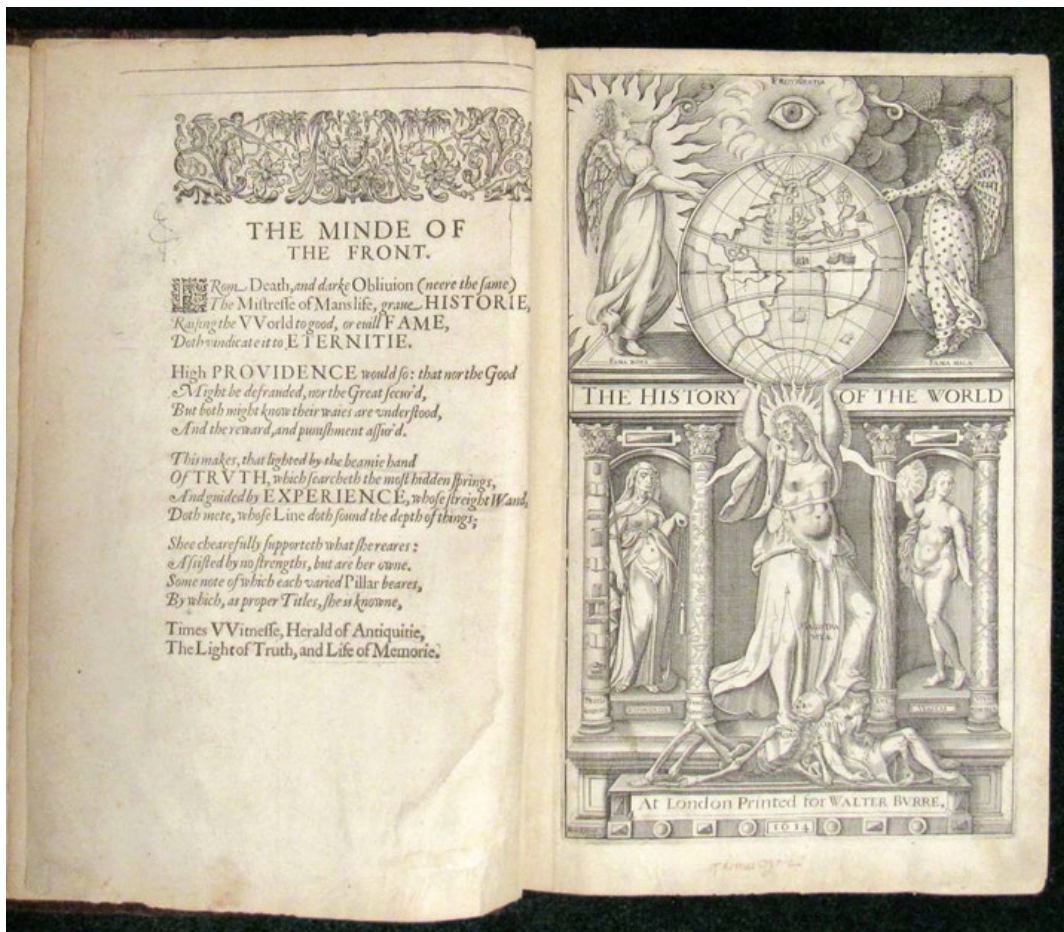 THE MINDE OF
THE FRONT.
FRom Death, and darke Obliuion (neere the ſame)
The Miſtreſſe of Mans life, graue HISTORIE,
Raiſing the VVorld to good, or euill FAME,
Doth vindicate it to ETERNITIE.
High PROVIDENCE would ſo: that nor the Good
Might be defrauded, nor the Great ſecur'd,
But both might know their waies are vnderſtood,
And the reward, and puniſhment aſſur'd.
This makes, that lighted by the beamie hand
Of TRVTH, which ſearcheth the moſt hidden ſprings,
And guided by EXPERIENCE, whoſe ſtreight Wand,
Doth mete, whoſe Line doth ſound the depth of things;
Shee chearefully ſupporteth what ſhe reares:
Aſſiſted by no ſtrengths, but are her owne.
Some note of which each varied Pillar beares,
By which, as proper Titles, ſhe is knowne,
Times VVitneſſe, Herald of Antiquitie,
The Light of Truth, and Life of Memorie.
PROVIDENTIA
FAMA BONA
FAMA MALA
THE HISTORY OF THE WORLD
MAGISTRA
VITÆ
VERITAS
At London Printed for WALTER BVRRE.
1614